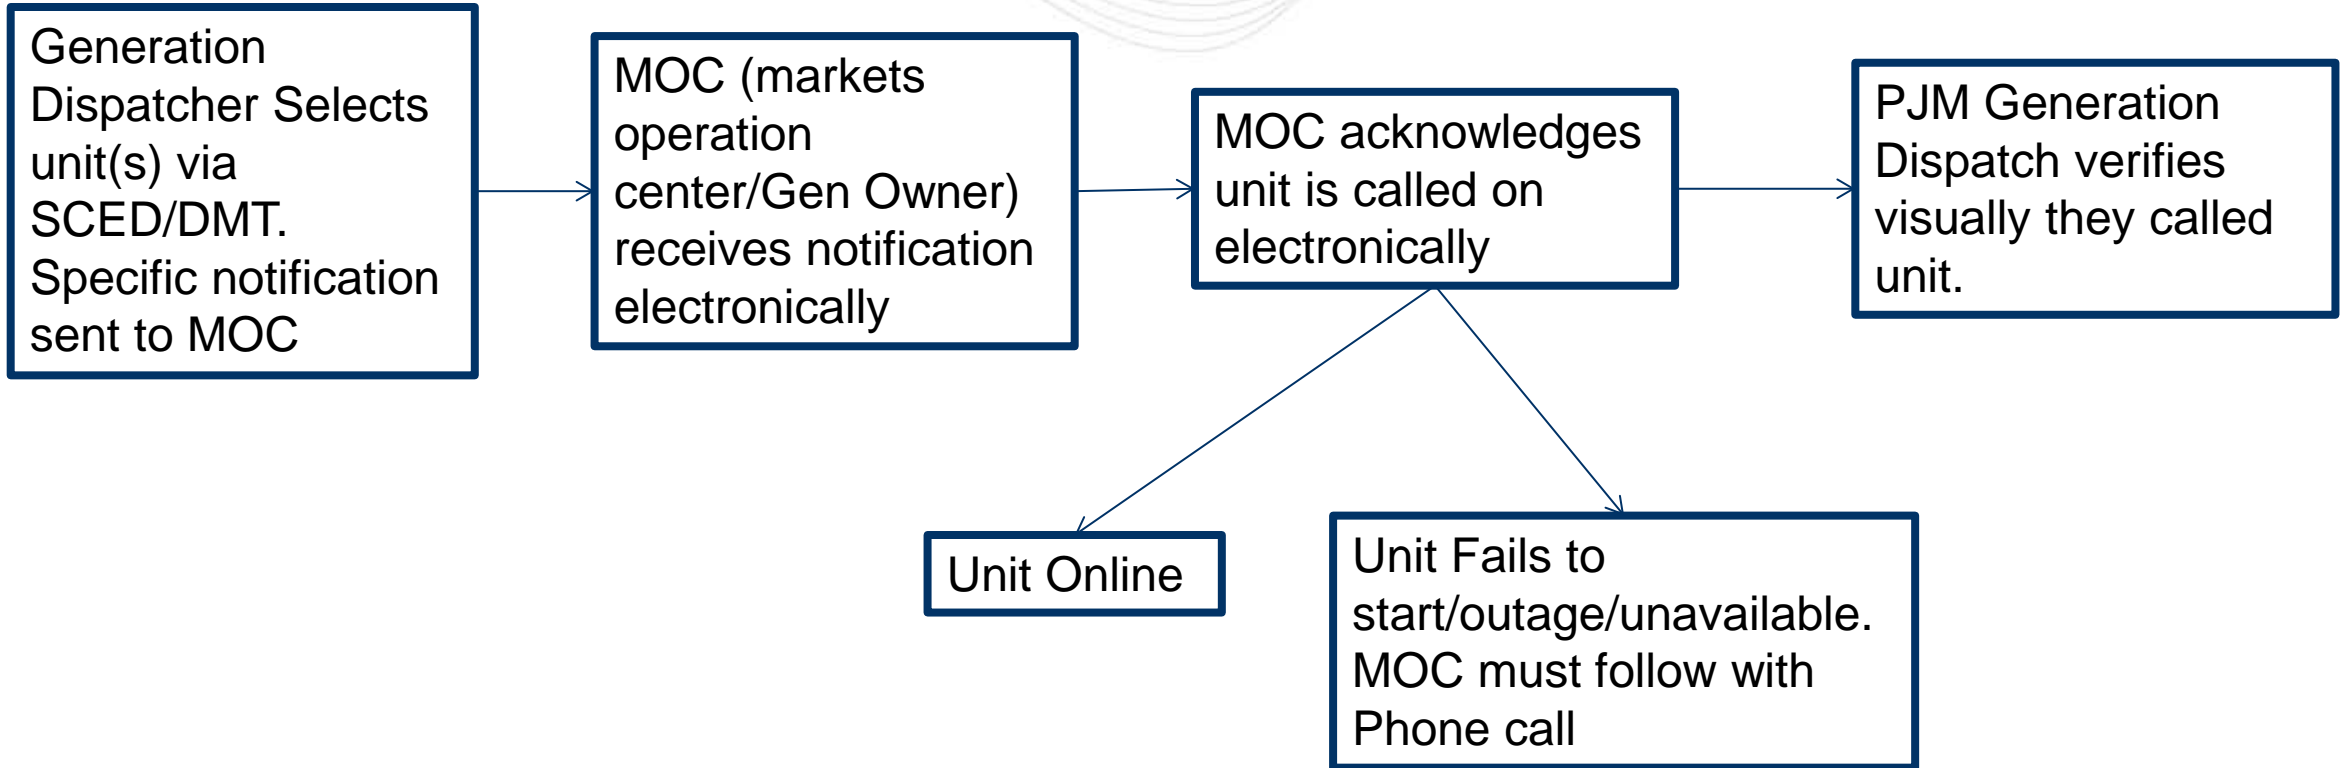 Generation
Dispatcher Selects
unit(s) via
SCED/DMT.
Specific notification
sent to MOC
MOC (markets
operation
center/Gen Owner)
receives notification
electronically
MOC acknowledges
unit is called on
electronically
PJM Generation
Dispatch verifies
visually they called
unit.
Unit Online
Unit Fails to
start/outage/unavailable.
MOC must follow with
Phone call